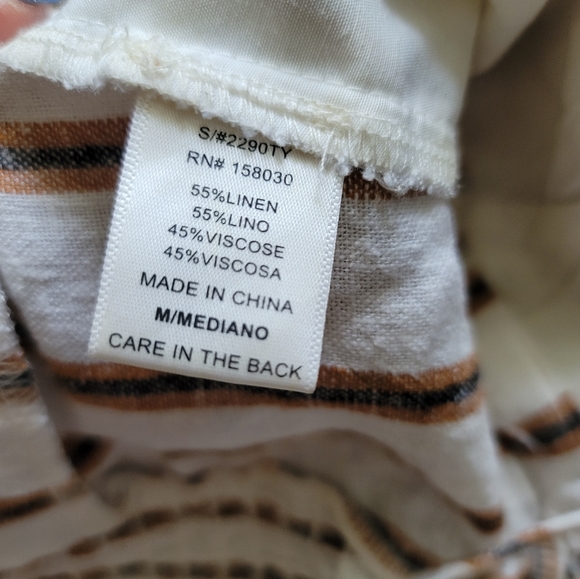 S/#2290TY
RN# 158030
55%LINEN
55%LINO
45%VISCOSE
45%VISCOSA
MADE IN CHINA
M/MEDIANO
CARE IN THE BACK